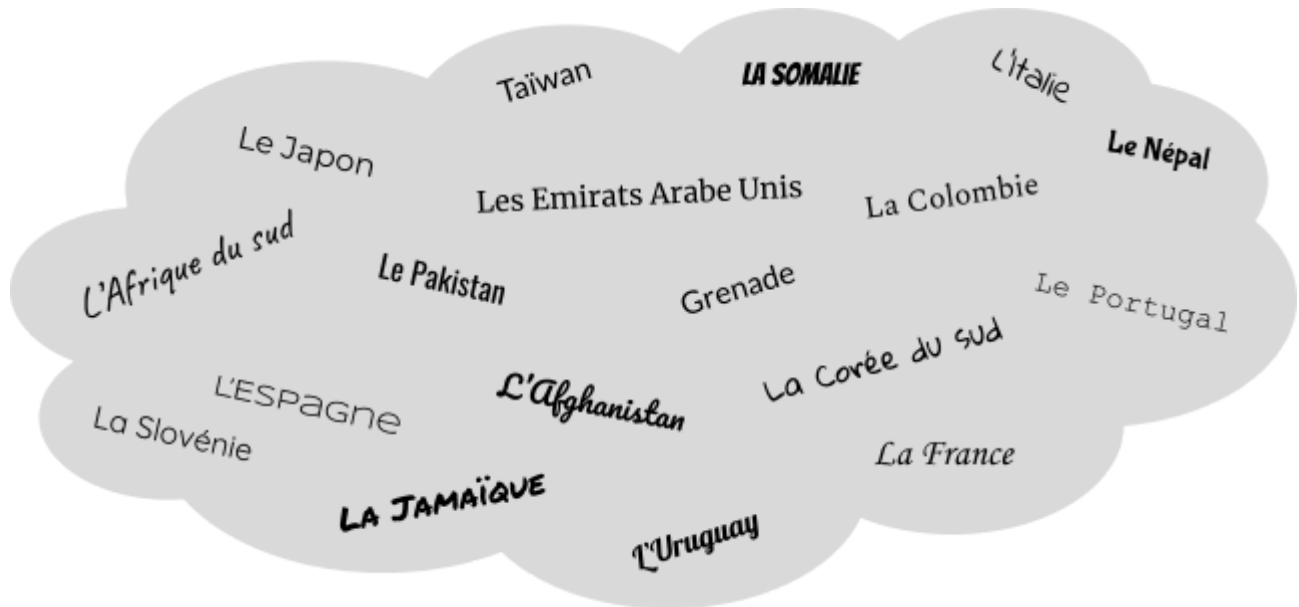 Taïwan
LA SOMALIE
L'Italie
Le Japon
Le Népal
Les Emirats Arabe Unis
La Colombie
L'Afrique du sud
Le Pakistan
Grenade
Le Portugal
La Corée du sud
L'ESPagne
L'Afghanistan
La Slovénie
La France
LA JAMAÏQUE
L'Uruguay